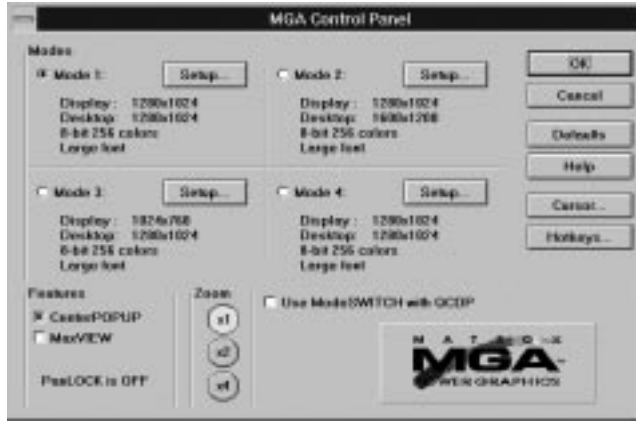 MGA Control Panel
Modes
Mode 1:
Setup...
Display : 1280x1024
Desktop: 1280x1024
8-bit 256 colors
Large font
Mode 2:
Setup...
Display : 1280x1024
Desktop: 1600x1200
8-bit 256 colors
Large font
Mode 3:
Setup...
Display : 1024x768
Desktop: 1280x1024
8-bit 256 colors
Large font
Mode 4:
Setup...
Display : 1280x1024
Desktop: 1280x1024
8-bit 256 colors
Large font
OK
Cancel
Defaults
Help
Cursor...
Hotkeys...
Features
CenterPOPUP
MaxVIEW
PanLOCK is OFF
Zoom
x1
x2
x4
Use ModeSWITCH with QCDP
MATROX
MGA
POWER GRAPHICS